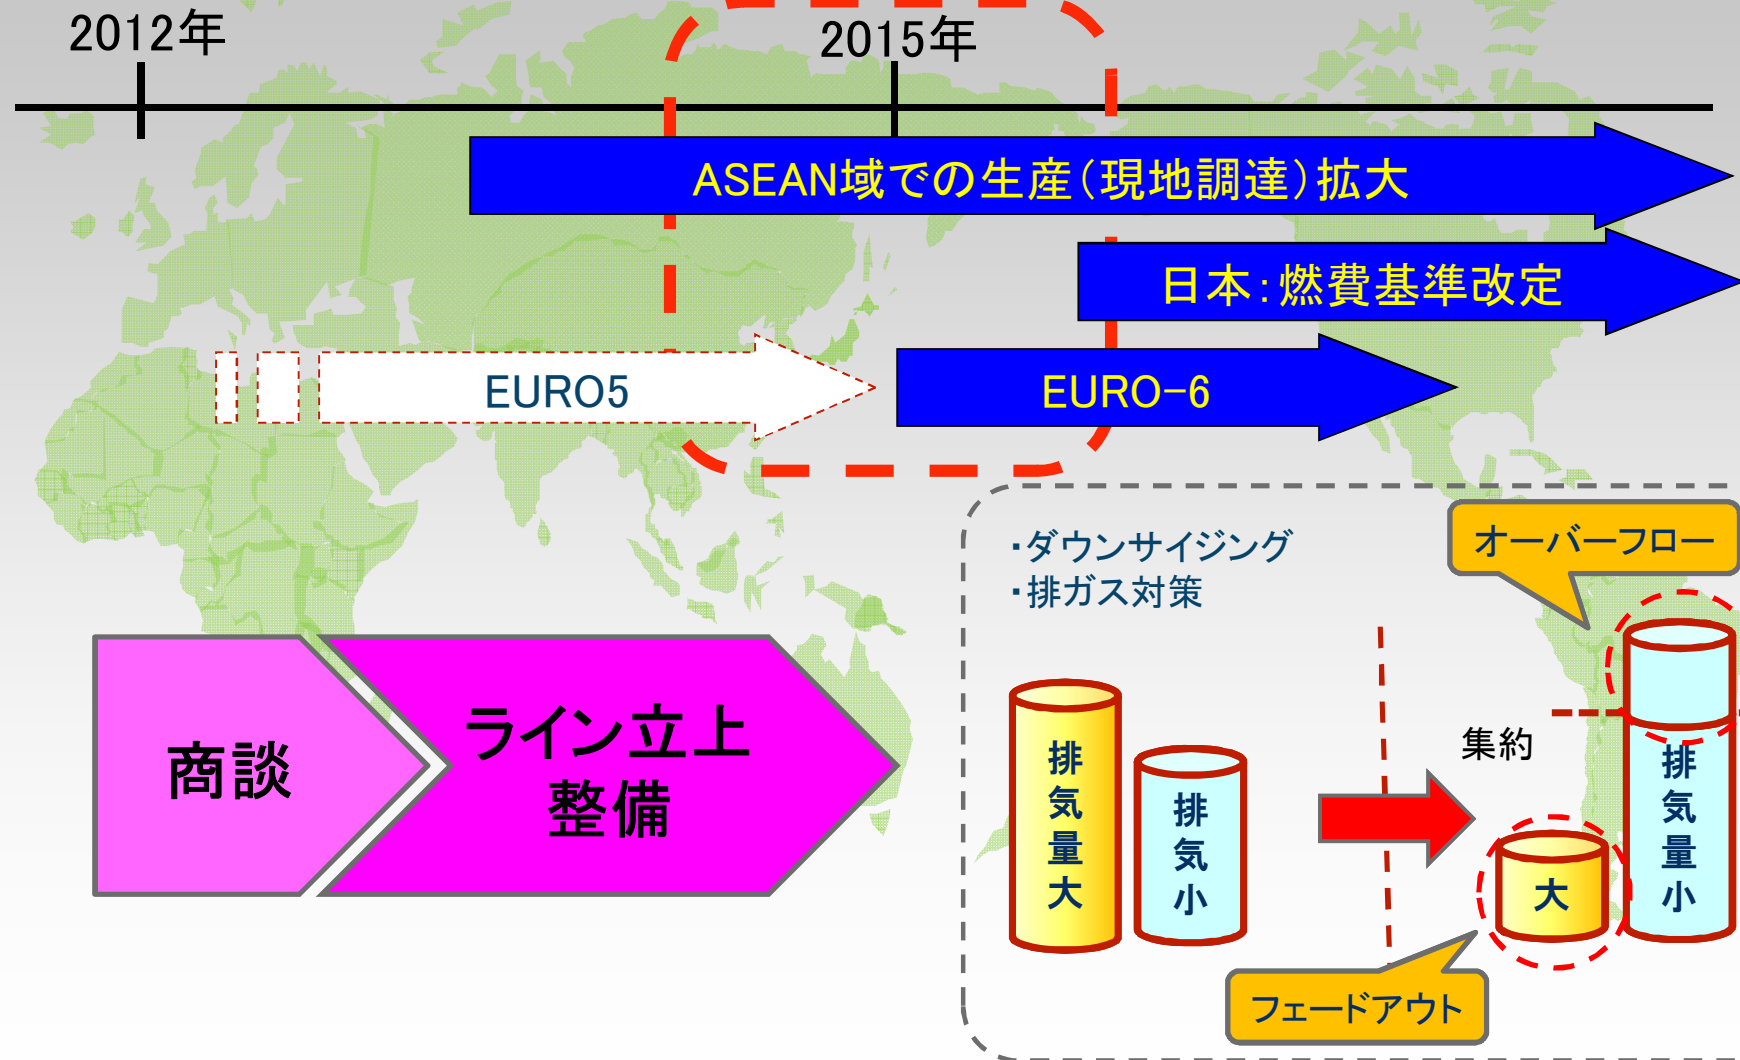 2012年
2015年
ASEAN域での生産(現地調達)拡大
日本:燃費基準改定
EURO5
EURO-6
・ダウンサイジング
・排ガス対策
オーバーフロー
商談
ライン立上
整備
集約
排気量大
排気小
大
排気量小
フェードアウト